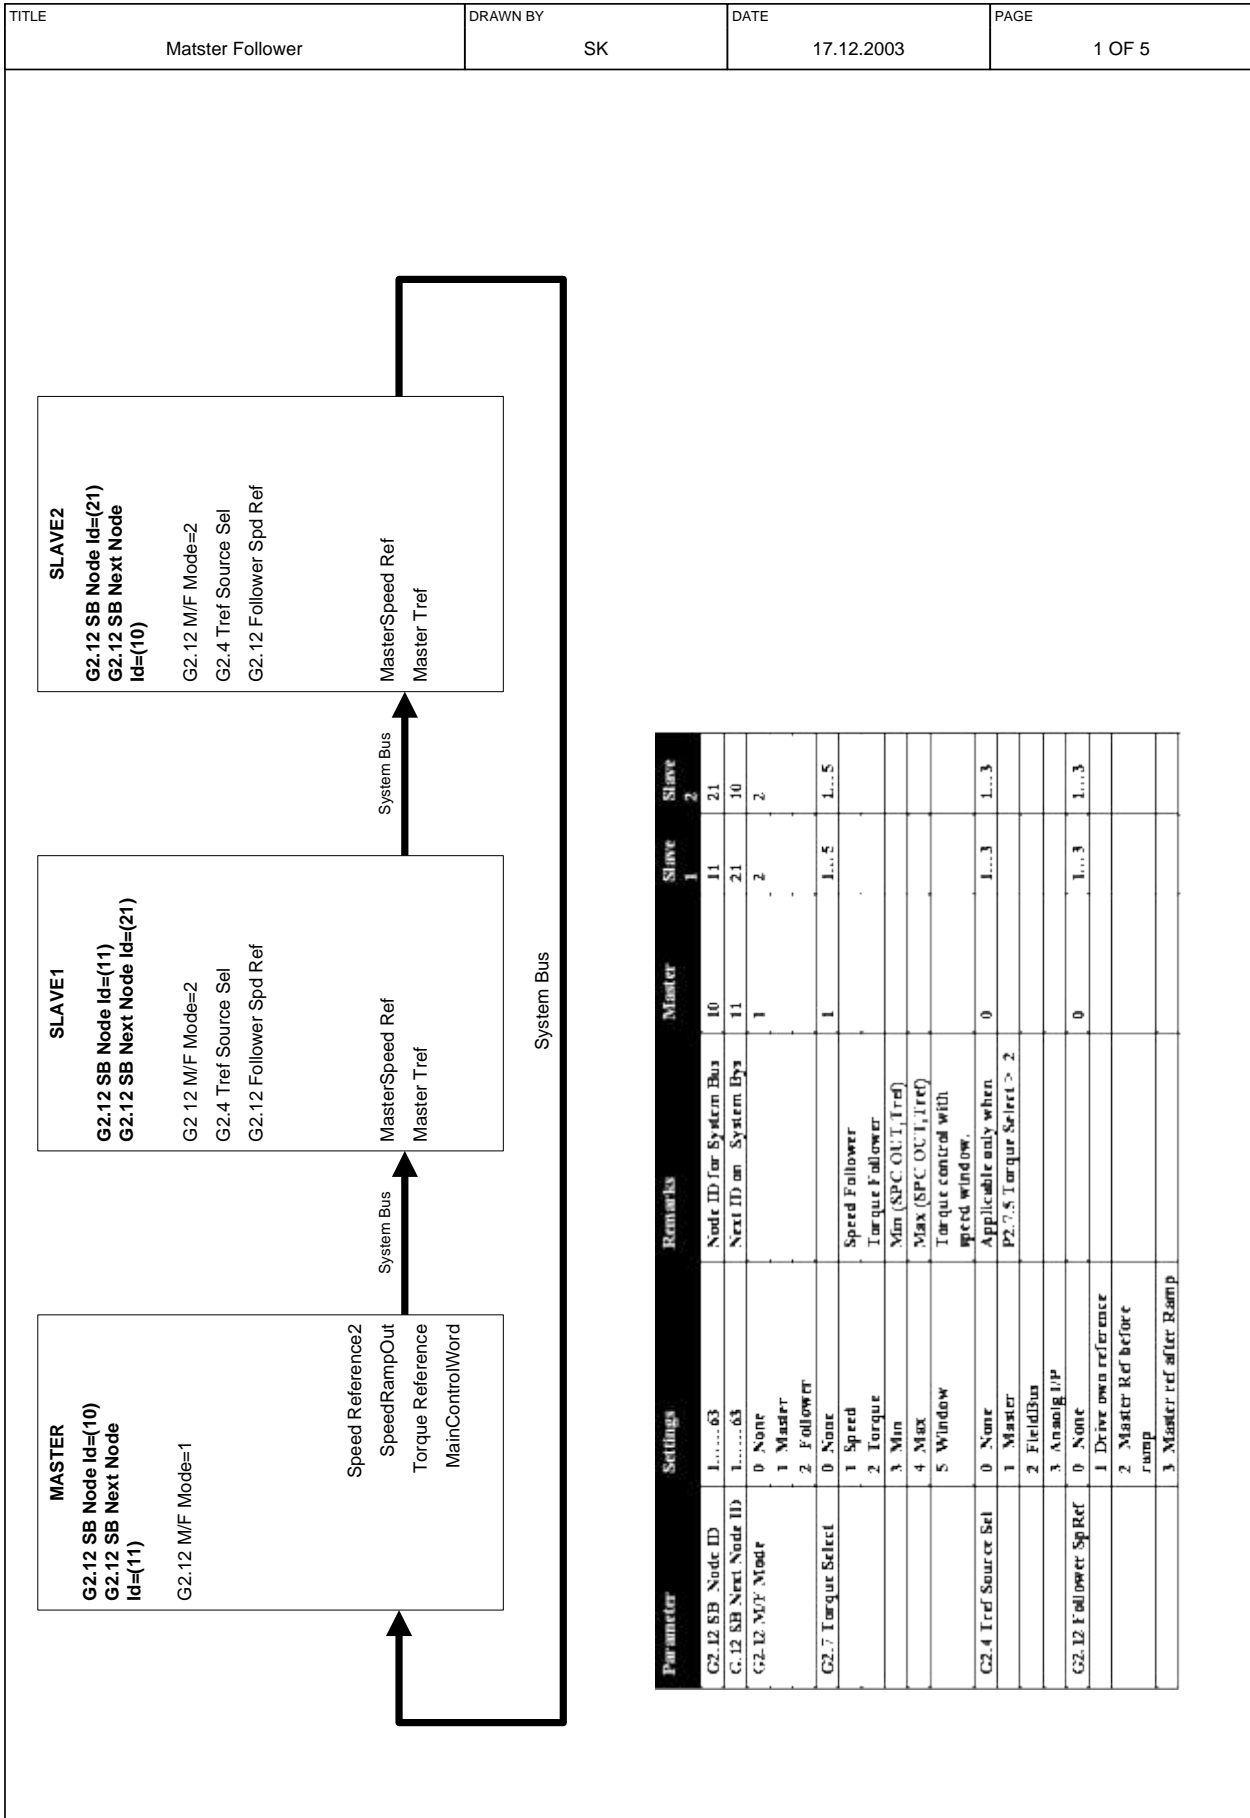 TITLE
Matster Follower
DRAWN BY
SK
DATE
17.12.2003
PAGE
1 OF 5
MASTER
G2.12 SB Node Id=(10)
G2.12 SB Next Node
Id=(11)
G2.12 M/F Mode=1
Speed Reference2
SpeedRampOut
Torque Reference
MainControlWord
System Bus
SLAVE1
G2.12 SB Node Id=(11)
G2.12 SB Next Node Id=(21)
G2 12 M/F Mode=2
G2.4 Tref Source Sel
G2.12 Follower Spd Ref
MasterSpeed Ref
Master Tref
System Bus
SLAVE2
G2.12 SB Node Id=(21)
G2.12 SB Next Node
Id=(10)
G2.12 M/F Mode=2
G2.4 Tref Source Sel
G2.12 Follower Spd Ref
MasterSpeed Ref
Master Tref
System Bus
Parameter Settings Remarks Master Slave 1 Slave 2
G2.12 SB Node ID 1......63 Node ID for System Bus 10 11 21
G.12 SB Next Node ID 1......63 Next ID on System Bys 11 21 10
G2.12 M/F Mode 0 None 1 2 2
1 Master
2 Follower
G2.7 Torque Select 0 None 1 1...5 1...5
1 Speed Speed Follower
2 Torque Torque Follower
3 Min Min (SPC OUT,Tref)
4 Max Max (SPC OUT,Tref)
5 Window Torque control with
speed window.
G2.4 Tref Source Sel 0 None Applicable only when 0 1...3 1...3
1 Master P2.7.5 Torque Select > 2
2 FieldBus
3 Anaolg I/P
G2.12 Follower SpRef 0 None 0 1...3 1...3
1 Drive own reference
2 Master Ref before
ramp
3 Master ref after Ramp